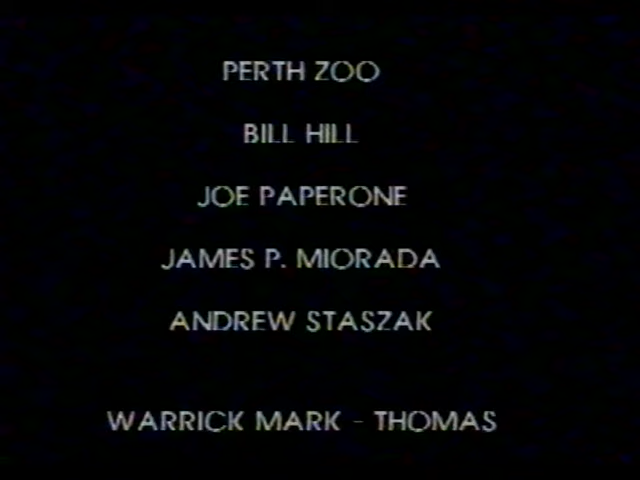 PERTH ZOO
BILL HILL
JOE PAPERONE
JAMES P. MIORADA
ANDREW STASZAK
WARRICK MARK - THOMAS